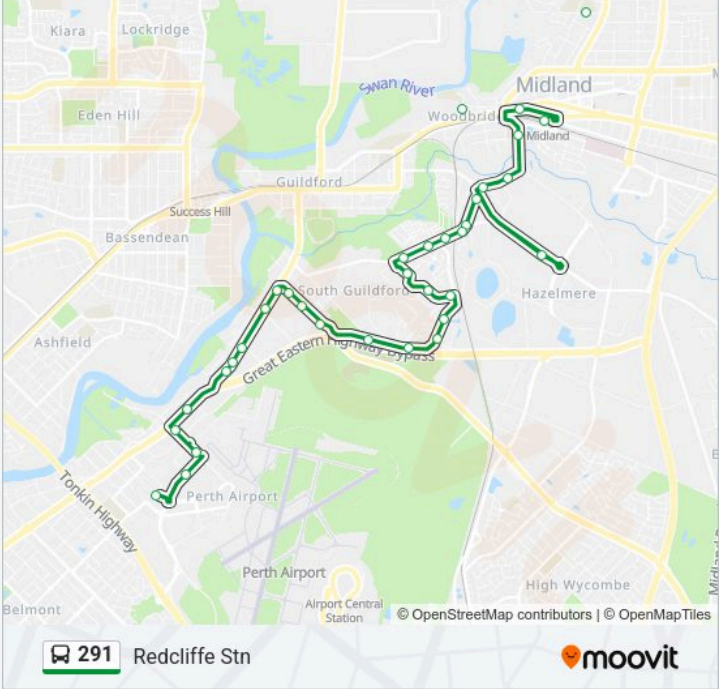 Kiara
Lockridge
Swan River
Midland
Eden Hill
Woodbridge
Midland
Guildford
Success Hill
Bassendean
South Guildford
Hazelmere
Ashfield
Great Eastern Highway Bypass
Tonkin Highway
Perth Airport
Perth Airport
Airport Central
Station
High Wycombe
Belmont
© OpenStreetMap contributors | © OpenMapTiles
291 Redcliffe Stn
moovit